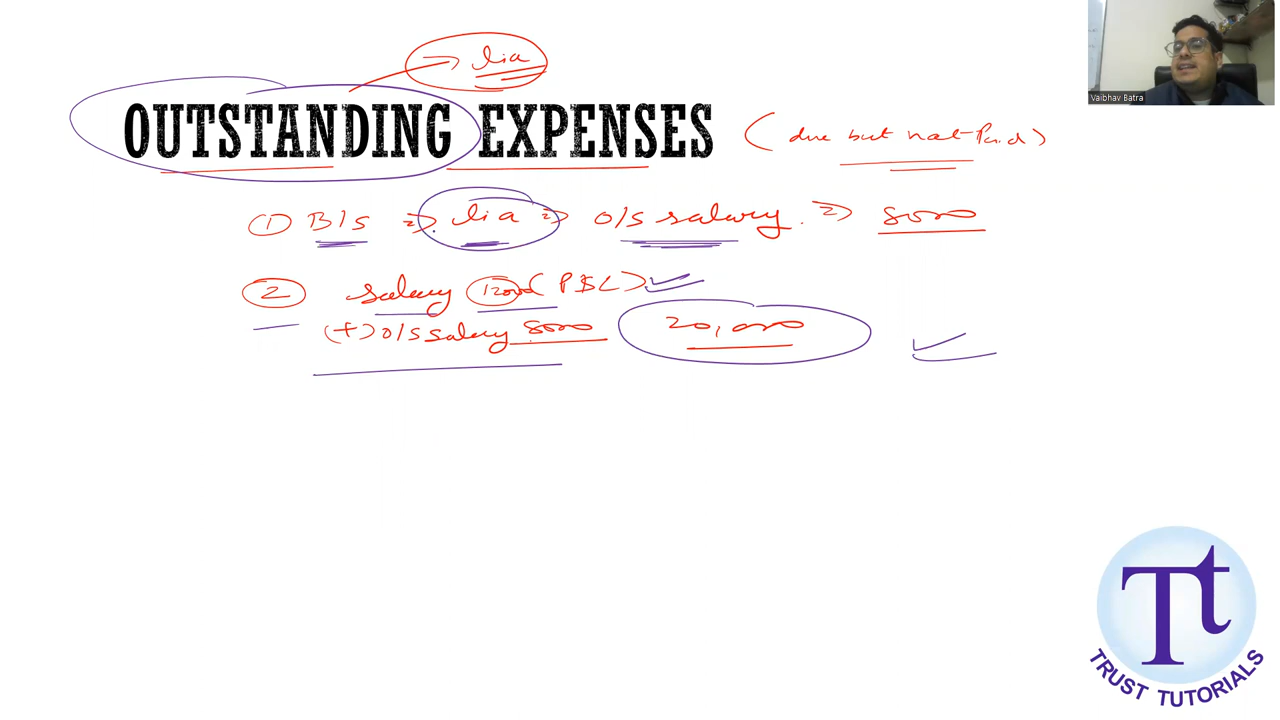 → lia
OUTSTANDING EXPENSES (due but not Paid)
① B/s ⇒ lia ⇒ o/s salary ⇒ 8000
② salary 12000 (P&L)
(+) o/s salary 8000 20,000
Vaibhav Batra
Tt
TRUST TUTORIALS